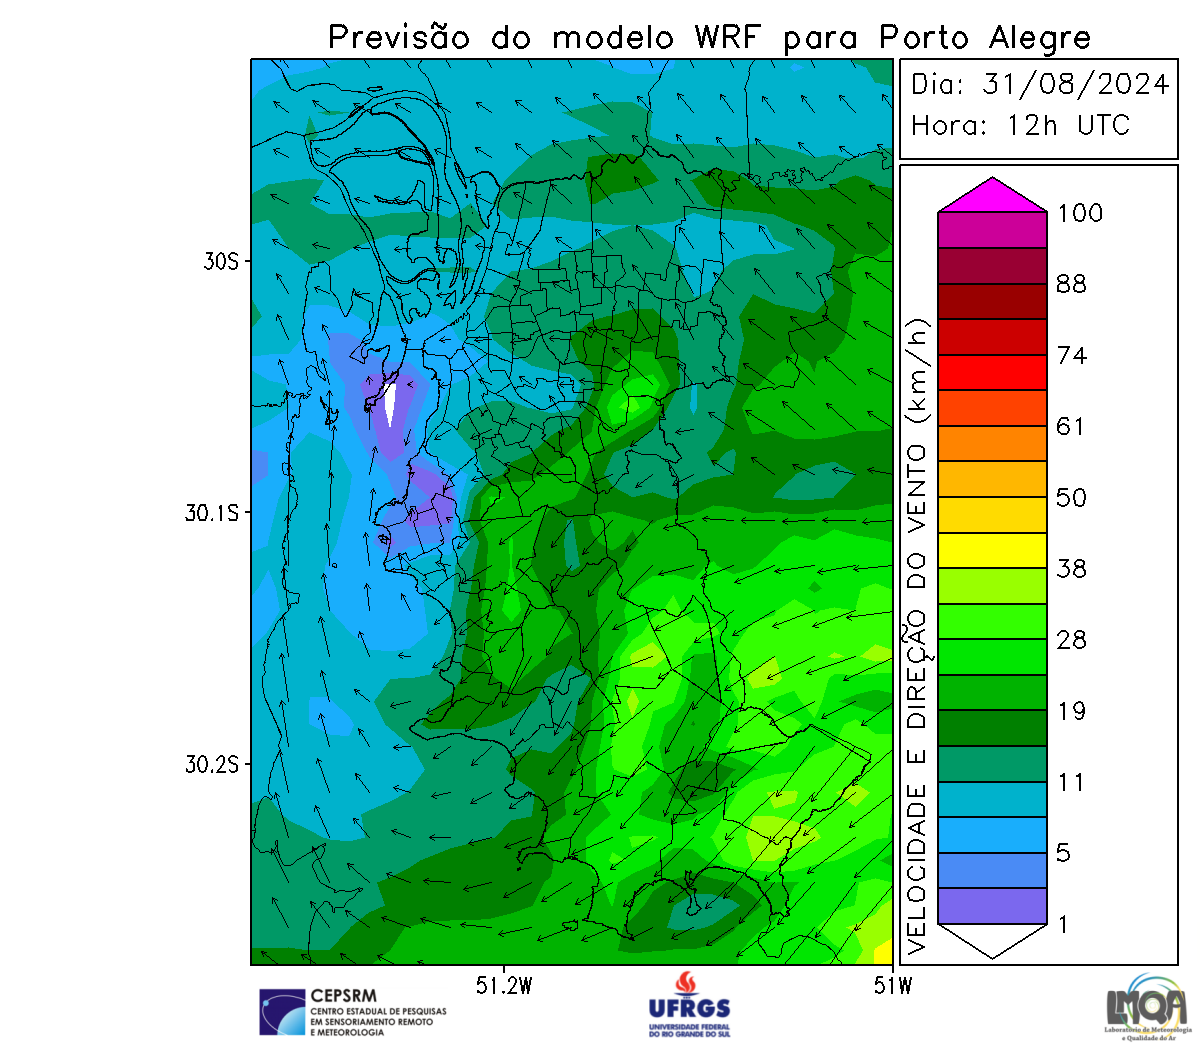 Previsão do modelo WRF para Porto Alegre
Dia: 31/08/2024
Hora: 12h UTC
100
88
74
61
50
38
28
19
11
5
1
VELOCIDADE E DIREÇÃO DO VENTO (km/h)
30S
30.1S
30.2S
51.2W
51W
CEPSRM
CENTRO ESTADUAL DE PESQUISAS
EM SENSORIAMENTO REMOTO
E METEOROLOGIA
UFRGS
UNIVERSIDADE FEDERAL
DO RIO GRANDE DO SUL
LMQA
Laboratório de Meteorologia
e Qualidade do Ar